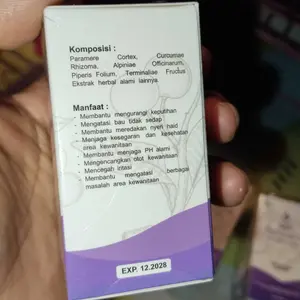 Komposisi :
Paramere Cortex, Curcumae
Rhizoma, Alpiniae Officinarum,
Piperis Folium, Terminaliae Fructus
Ekstrak herbal alami lainnya
Manfaat :
- Membantu mengurangi keputihan
- Mengatasi bau tidak sedap
- Membantu meredakan nyeri haid
- Menjaga kesegaran dan kesehatan
area kewanitaan
- Membantu menjaga PH alami
- Mengencangkan otot kewanitaan
- Mencegah iritasi
- Membantu mengatasi berbagai
masalah area kewanitaan
EXP. 12.2028